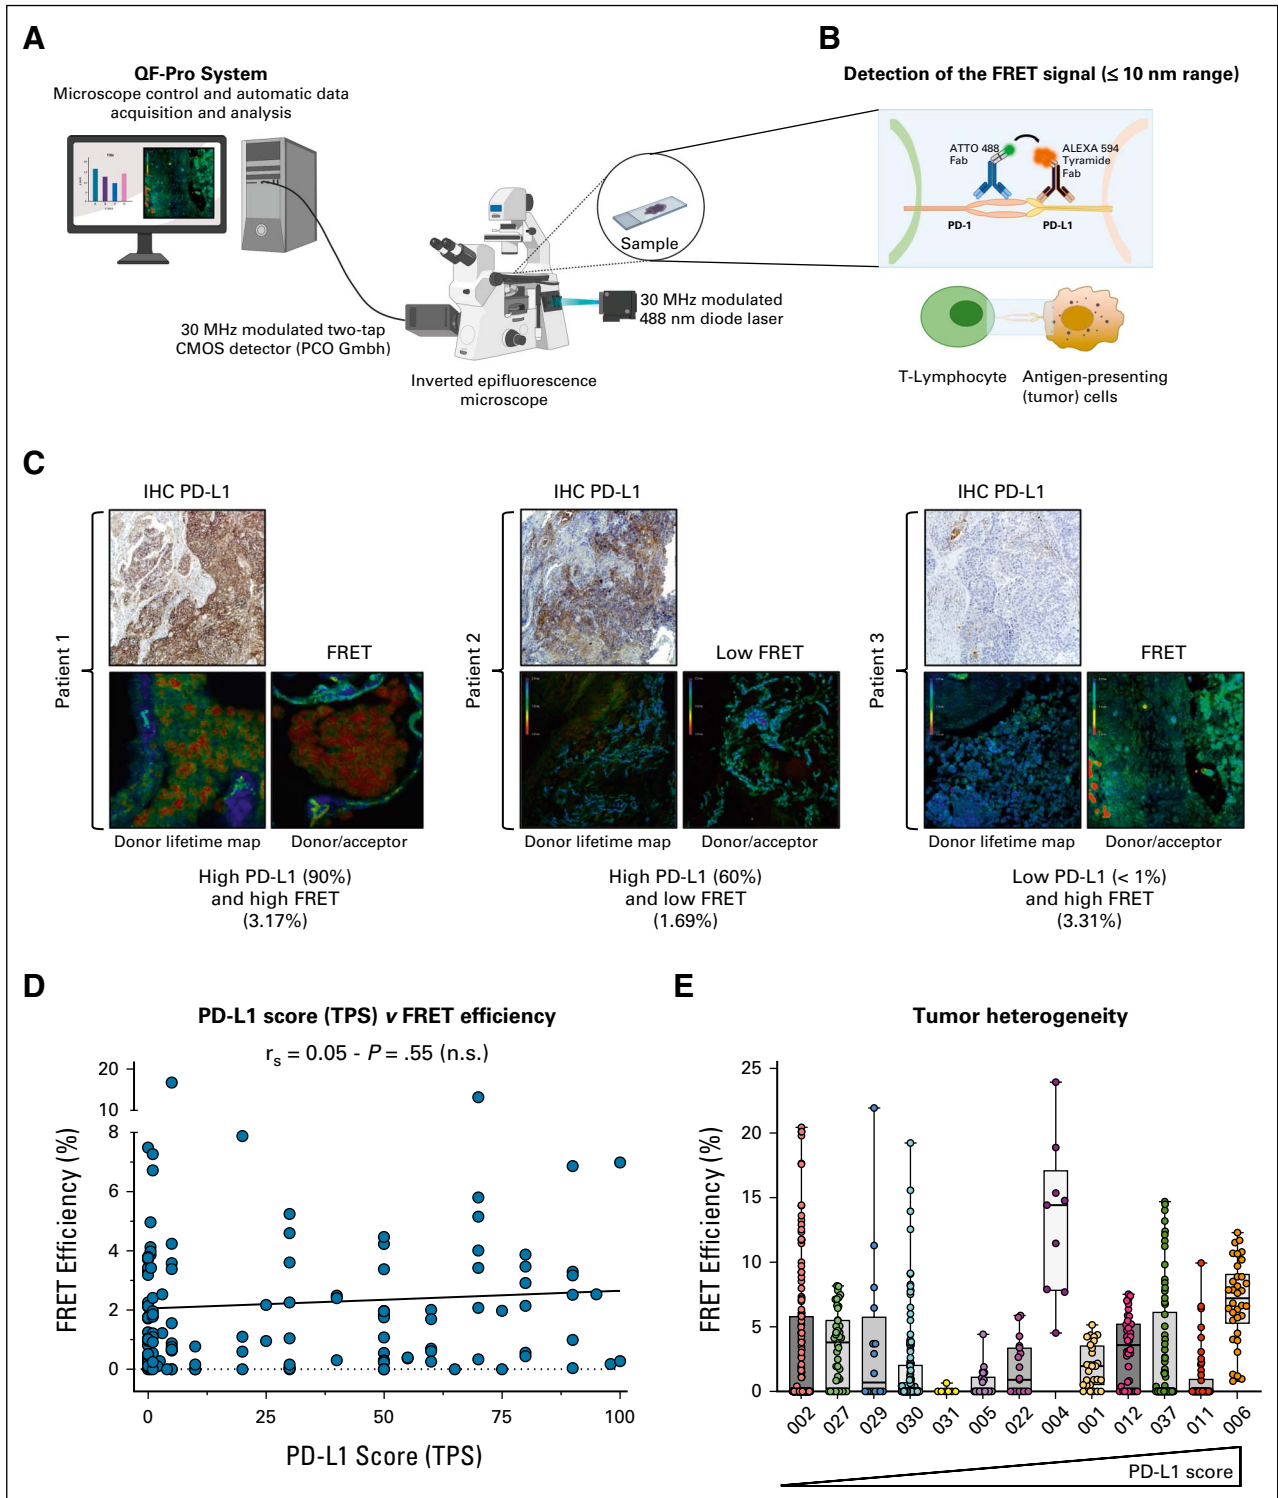 A
QF-Pro System
Microscope control and automatic data
acquisition and analysis
30 MHz modulated two-tap
CMOS detector (PCO Gmbh)
Inverted epifluorescence
microscope
Sample
30 MHz modulated
488 nm diode laser
B
Detection of the FRET signal (≤ 10 nm range)
ATTO 488
Fab
ALEXA 594
Tyramide
Fab
PD-1
PD-L1
T-Lymphocyte
Antigen-presenting
(tumor) cells
C
Patient 1
IHC PD-L1
FRET
Donor lifetime map
Donor/acceptor
High PD-L1 (90%)
and high FRET
(3.17%)
Patient 2
IHC PD-L1
Low FRET
Donor lifetime map
Donor/acceptor
High PD-L1 (60%)
and low FRET
(1.69%)
Patient 3
IHC PD-L1
FRET
Donor lifetime map
Donor/acceptor
Low PD-L1 (< 1%)
and high FRET
(3.31%)
D
PD-L1 score (TPS) v FRET efficiency
rs = 0.05 - P = .55 (n.s.)
FRET Efficiency (%)
20
10
8
6
4
2
0
0 25 50 75 100
PD-L1 Score (TPS)
E
Tumor heterogeneity
FRET Efficiency (%)
25
20
15
10
5
0
002 027 029 030 031 005 022 004 001 012 037 011 006
PD-L1 score